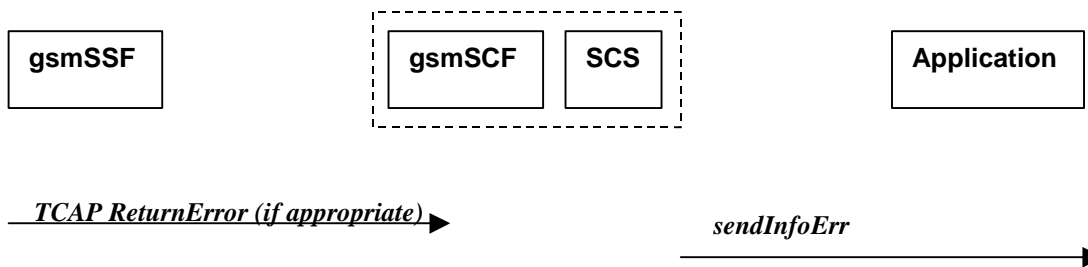 gsmSSF
gsmSCF
SCS
Application
TCAP ReturnError (if appropriate)
sendInfoErr